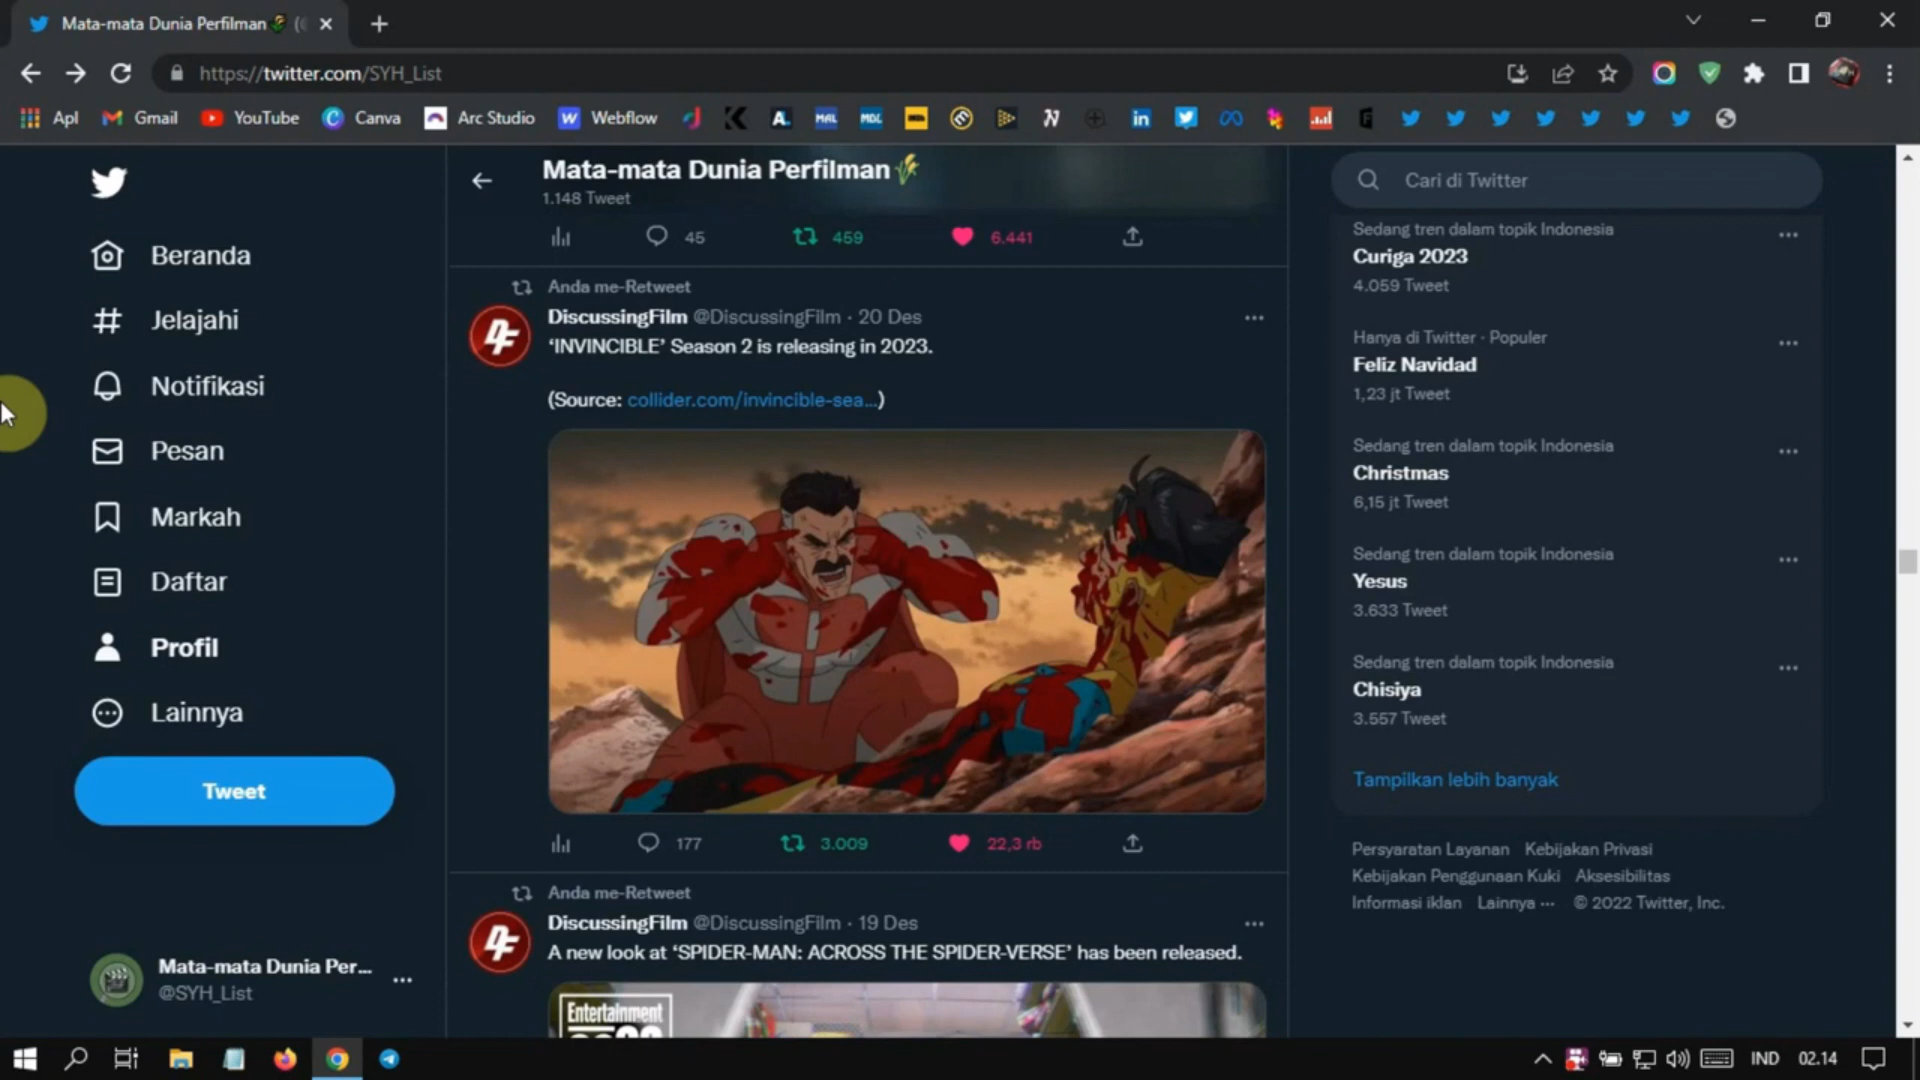 Mata-mata Dunia Perfilman
https://twitter.com/SYH_List
Apl
Gmail
YouTube
Canva
Arc Studio
Webflow
MAL
MDL
Mata-mata Dunia Perfilman
1.148 Tweet
Cari di Twitter
Beranda
Jelajahi
Notifikasi
Pesan
Markah
Daftar
Profil
Lainnya
Tweet
Mata-mata Dunia Per...
@SYH_List
45
459
6.441
Anda me-Retweet
DiscussingFilm @DiscussingFilm · 20 Des
‘INVINCIBLE’ Season 2 is releasing in 2023.
(Source: collider.com/invincible-sea...)
177
3.009
22,3 rb
Anda me-Retweet
DiscussingFilm @DiscussingFilm · 19 Des
A new look at ‘SPIDER-MAN: ACROSS THE SPIDER-VERSE’ has been released.
Entertainment
Sedang tren dalam topik Indonesia
Curiga 2023
4.059 Tweet
Hanya di Twitter · Populer
Feliz Navidad
1,23 jt Tweet
Sedang tren dalam topik Indonesia
Christmas
6,15 jt Tweet
Sedang tren dalam topik Indonesia
Yesus
3.633 Tweet
Sedang tren dalam topik Indonesia
Chisiya
3.557 Tweet
Tampilkan lebih banyak
Persyaratan Layanan Kebijakan Privasi
Kebijakan Penggunaan Kuki Aksesibilitas
Informasi iklan Lainnya ··· © 2022 Twitter, Inc.
IND
02.14